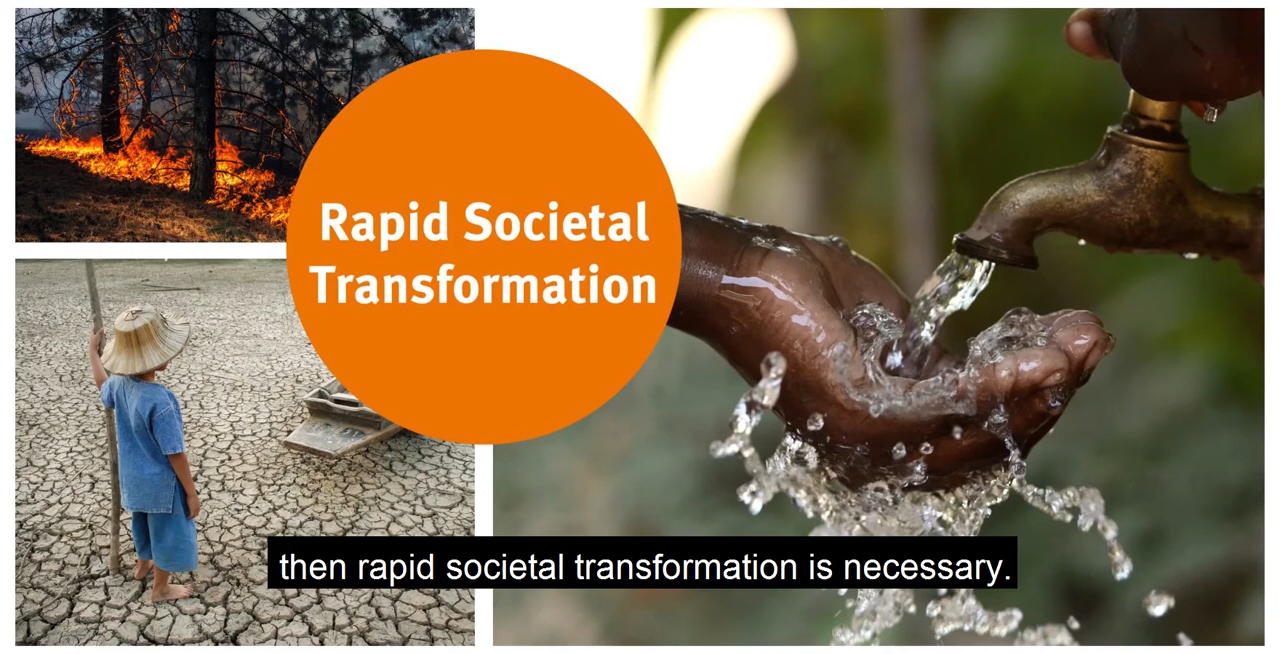 Rapid Societal
Transformation
then rapid societal transformation is necessary.